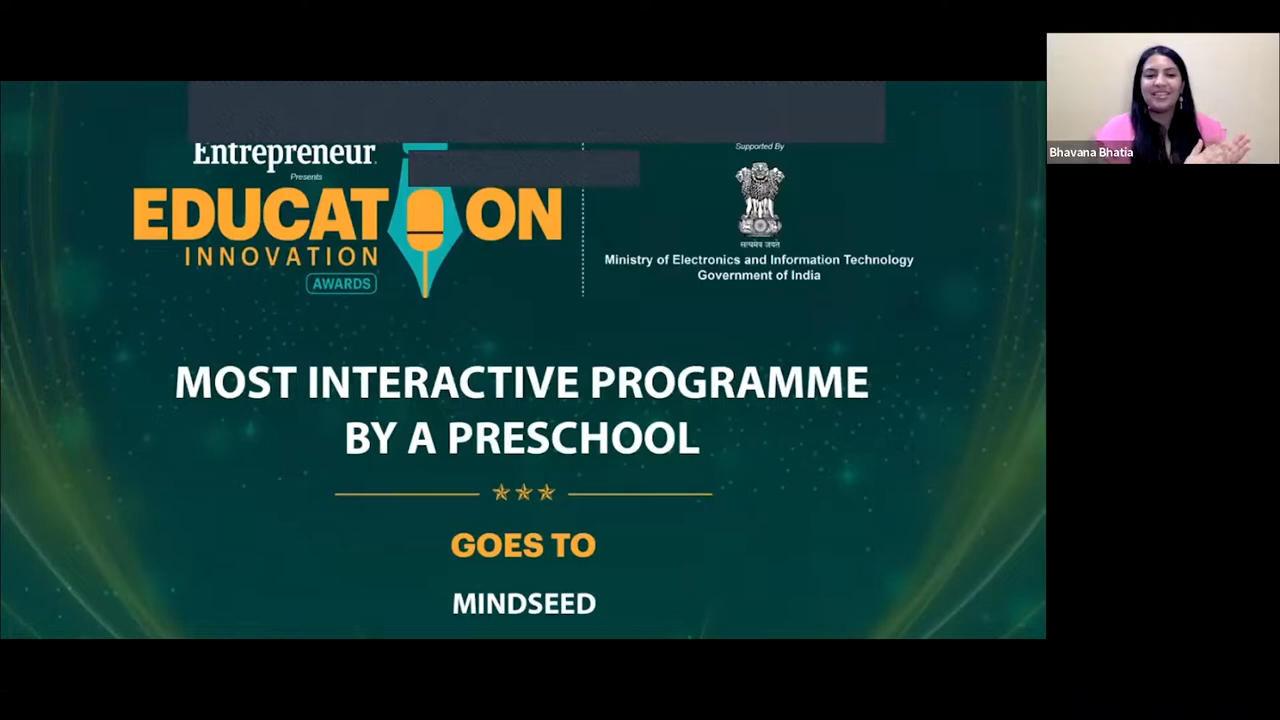 Entrepreneur
Presents
EDUCATION
INNOVATION
AWARDS
Supported By
सत्यमेव जयते
Ministry of Electronics and Information Technology
Government of India
MOST INTERACTIVE PROGRAMME
BY A PRESCHOOL
GOES TO
MINDSEED
Bhavana Bhatia